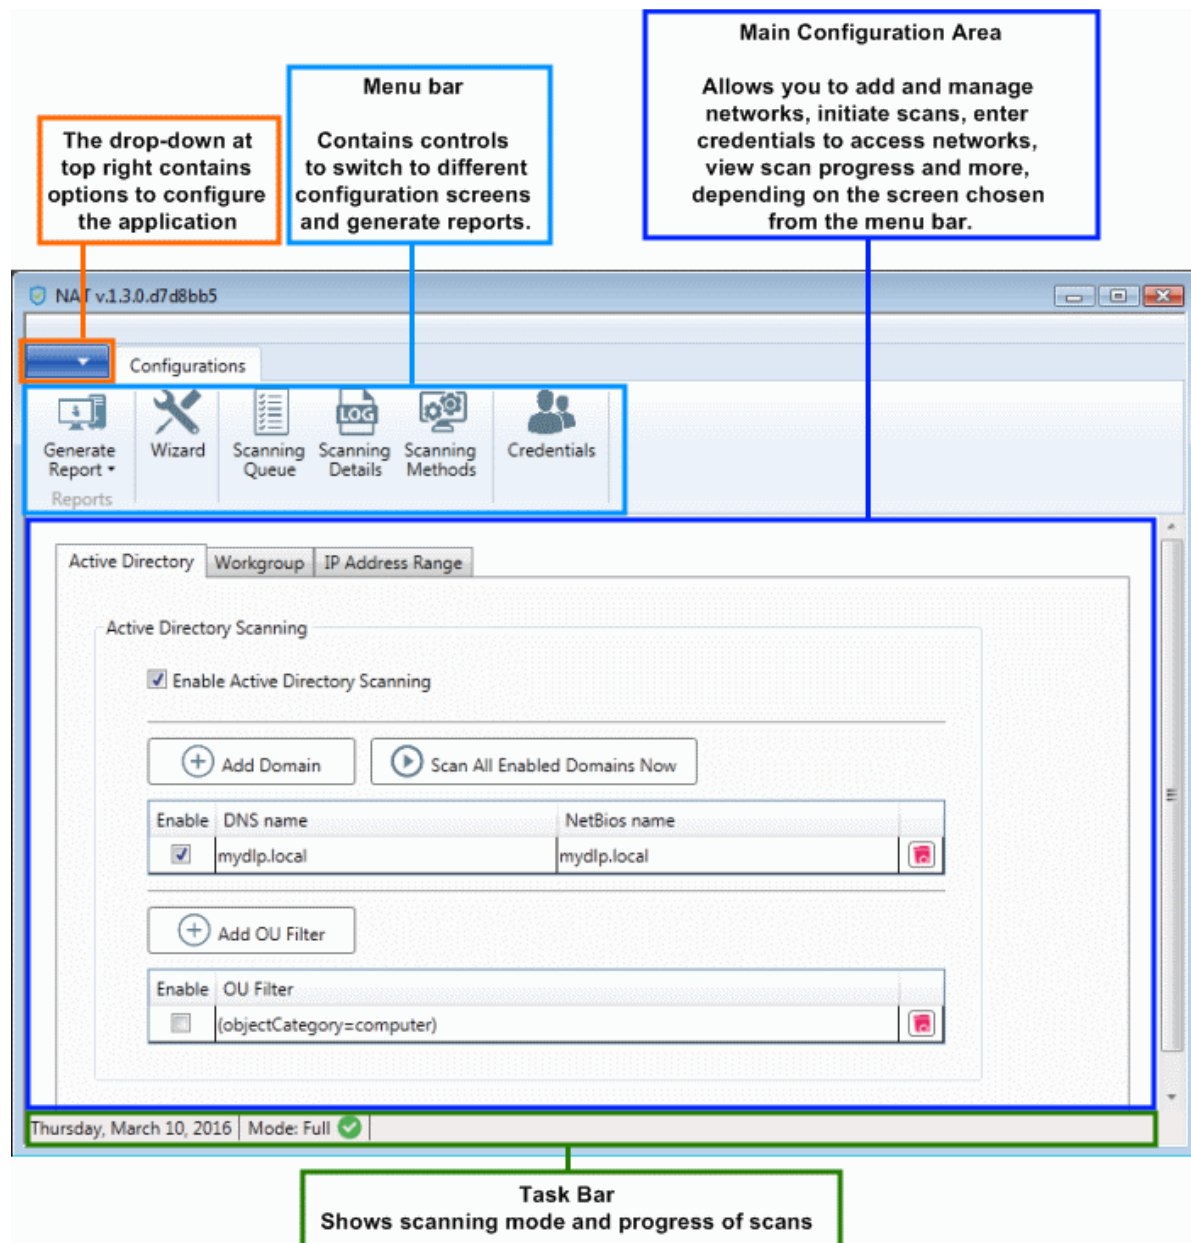 Main Configuration Area
Allows you to add and manage
networks, initiate scans, enter
credentials to access networks,
view scan progress and more,
depending on the screen chosen
from the menu bar.
Menu bar
Contains controls
to switch to different
configuration screens
and generate reports.
The drop-down at
top right contains
options to configure
the application
NAT v.1.3.0.d7d8bb5
Configurations
Generate
Report
Wizard
Scanning
Queue
LOG
Scanning
Details
Scanning
Methods
Credentials
Reports
Active Directory
Workgroup
IP Address Range
Active Directory Scanning
Enable Active Directory Scanning
Add Domain
Scan All Enabled Domains Now
Enable DNS name NetBios name
mydlp.local mydlp.local
Add OU Filter
Enable OU Filter
(objectCategory=computer)
Thursday, March 10, 2016 Mode: Full
Task Bar
Shows scanning mode and progress of scans